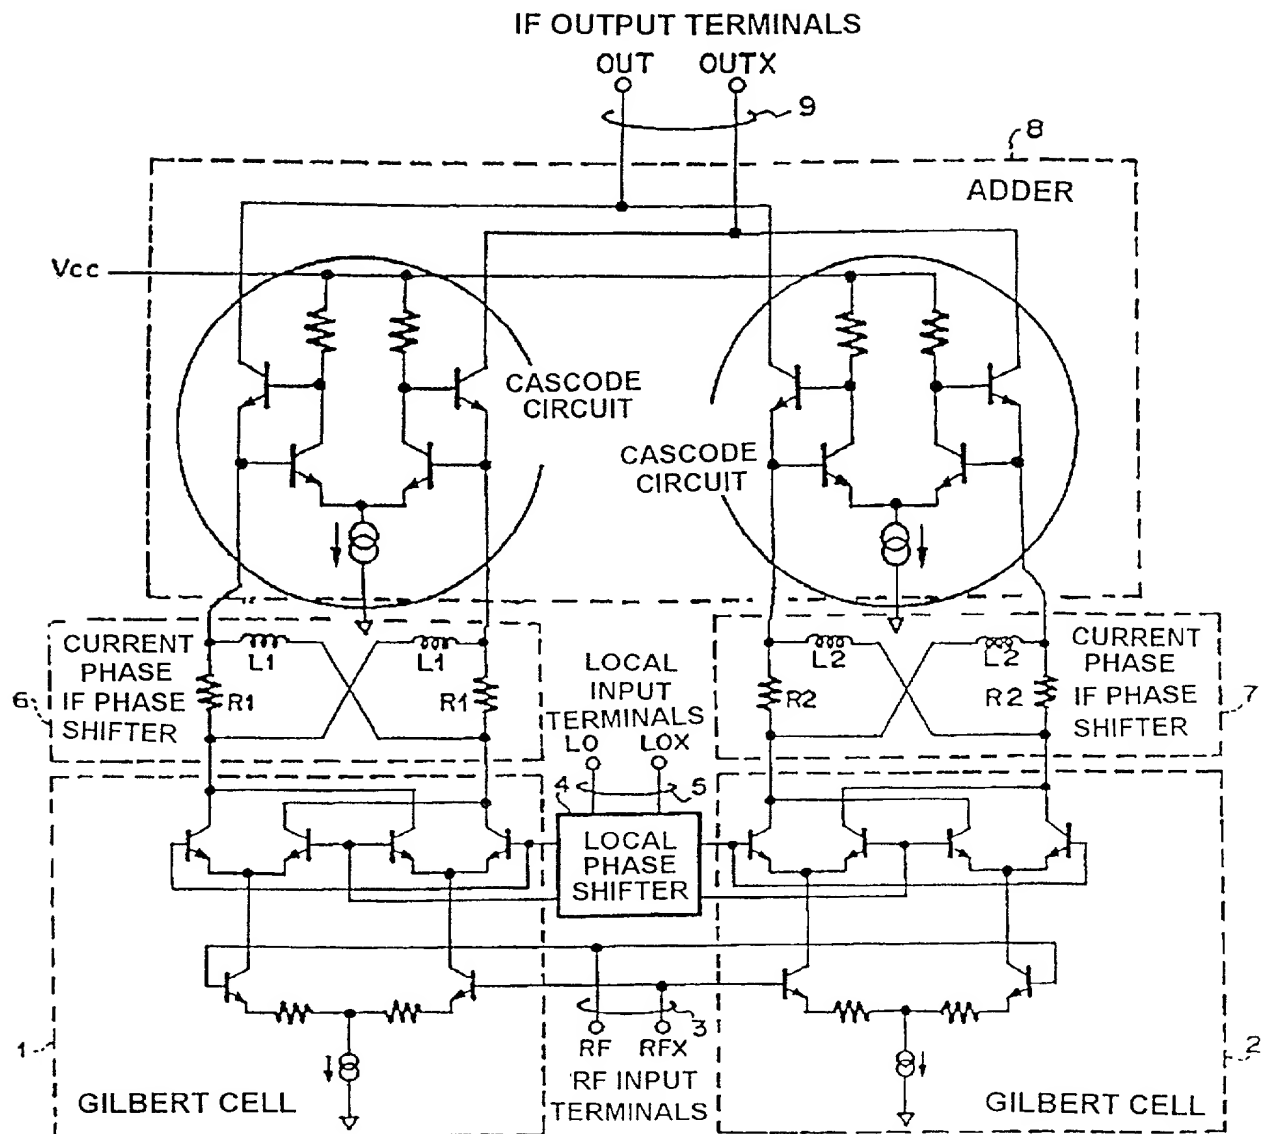 IF OUTPUT TERMINALS
OUT OUTX
9
8
ADDER
Vcc
CASCODE
CIRCUIT
CASCODE
CIRCUIT
CURRENT
PHASE
IF PHASE
SHIFTER
6
L1
L1
R1
R1
LOCAL
INPUT
TERMINALS
LO LOX
L2
L2
R2
R2
CURRENT
PHASE
IF PHASE
SHIFTER
7
4
5
LOCAL
PHASE
SHIFTER
1
3
RF RFX
RF INPUT
TERMINALS
2
GILBERT CELL
GILBERT CELL